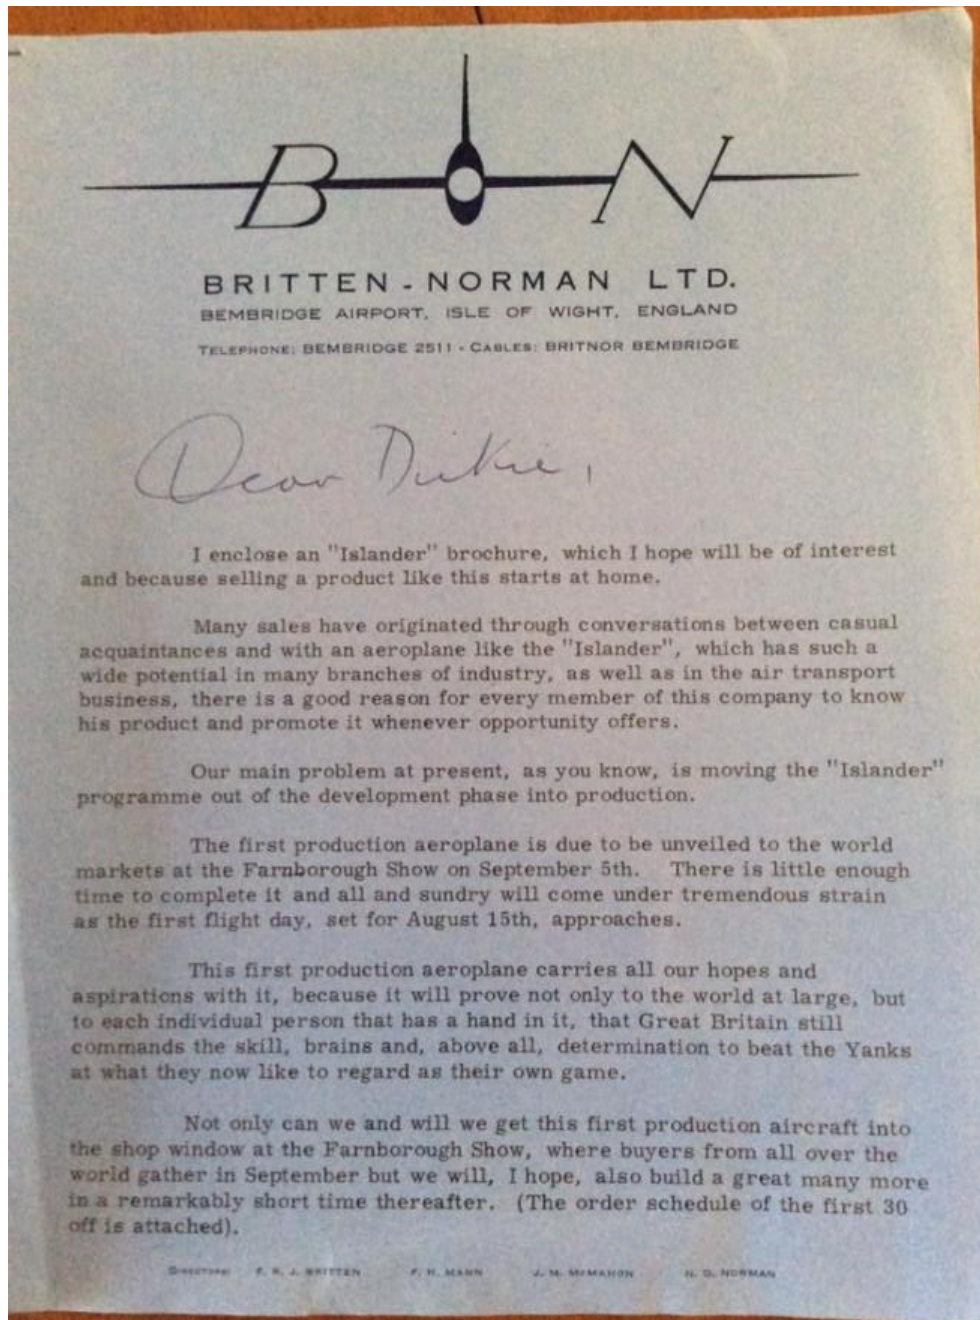 B N
BRITTEN-NORMAN LTD.
BEMBRIDGE AIRPORT, ISLE OF WIGHT, ENGLAND
TELEPHONE: BEMBRIDGE 2511 - CABLES: BRITNOR BEMBRIDGE
Dear Dickie,
I enclose an "Islander" brochure, which I hope will be of interest
and because selling a product like this starts at home.
Many sales have originated through conversations between casual
acquaintances and with an aeroplane like the "Islander", which has such a
wide potential in many branches of industry, as well as in the air transport
business, there is a good reason for every member of this company to know
his product and promote it whenever opportunity offers.
Our main problem at present, as you know, is moving the "Islander"
programme out of the development phase into production.
The first production aeroplane is due to be unveiled to the world
markets at the Farnborough Show on September 5th. There is little enough
time to complete it and all and sundry will come under tremendous strain
as the first flight day, set for August 15th, approaches.
This first production aeroplane carries all our hopes and
aspirations with it, because it will prove not only to the world at large, but
to each individual person that has a hand in it, that Great Britain still
commands the skill, brains and, above all, determination to beat the Yanks
at what they now like to regard as their own game.
Not only can we and will we get this first production aircraft into
the shop window at the Farnborough Show, where buyers from all over the
world gather in September but we will, I hope, also build a great many more
in a remarkably short time thereafter. (The order schedule of the first 30
off is attached).
DIRECTORS: F. R. J. BRITTEN F. H. MANN J. M. McMAHON N. D. NORMAN